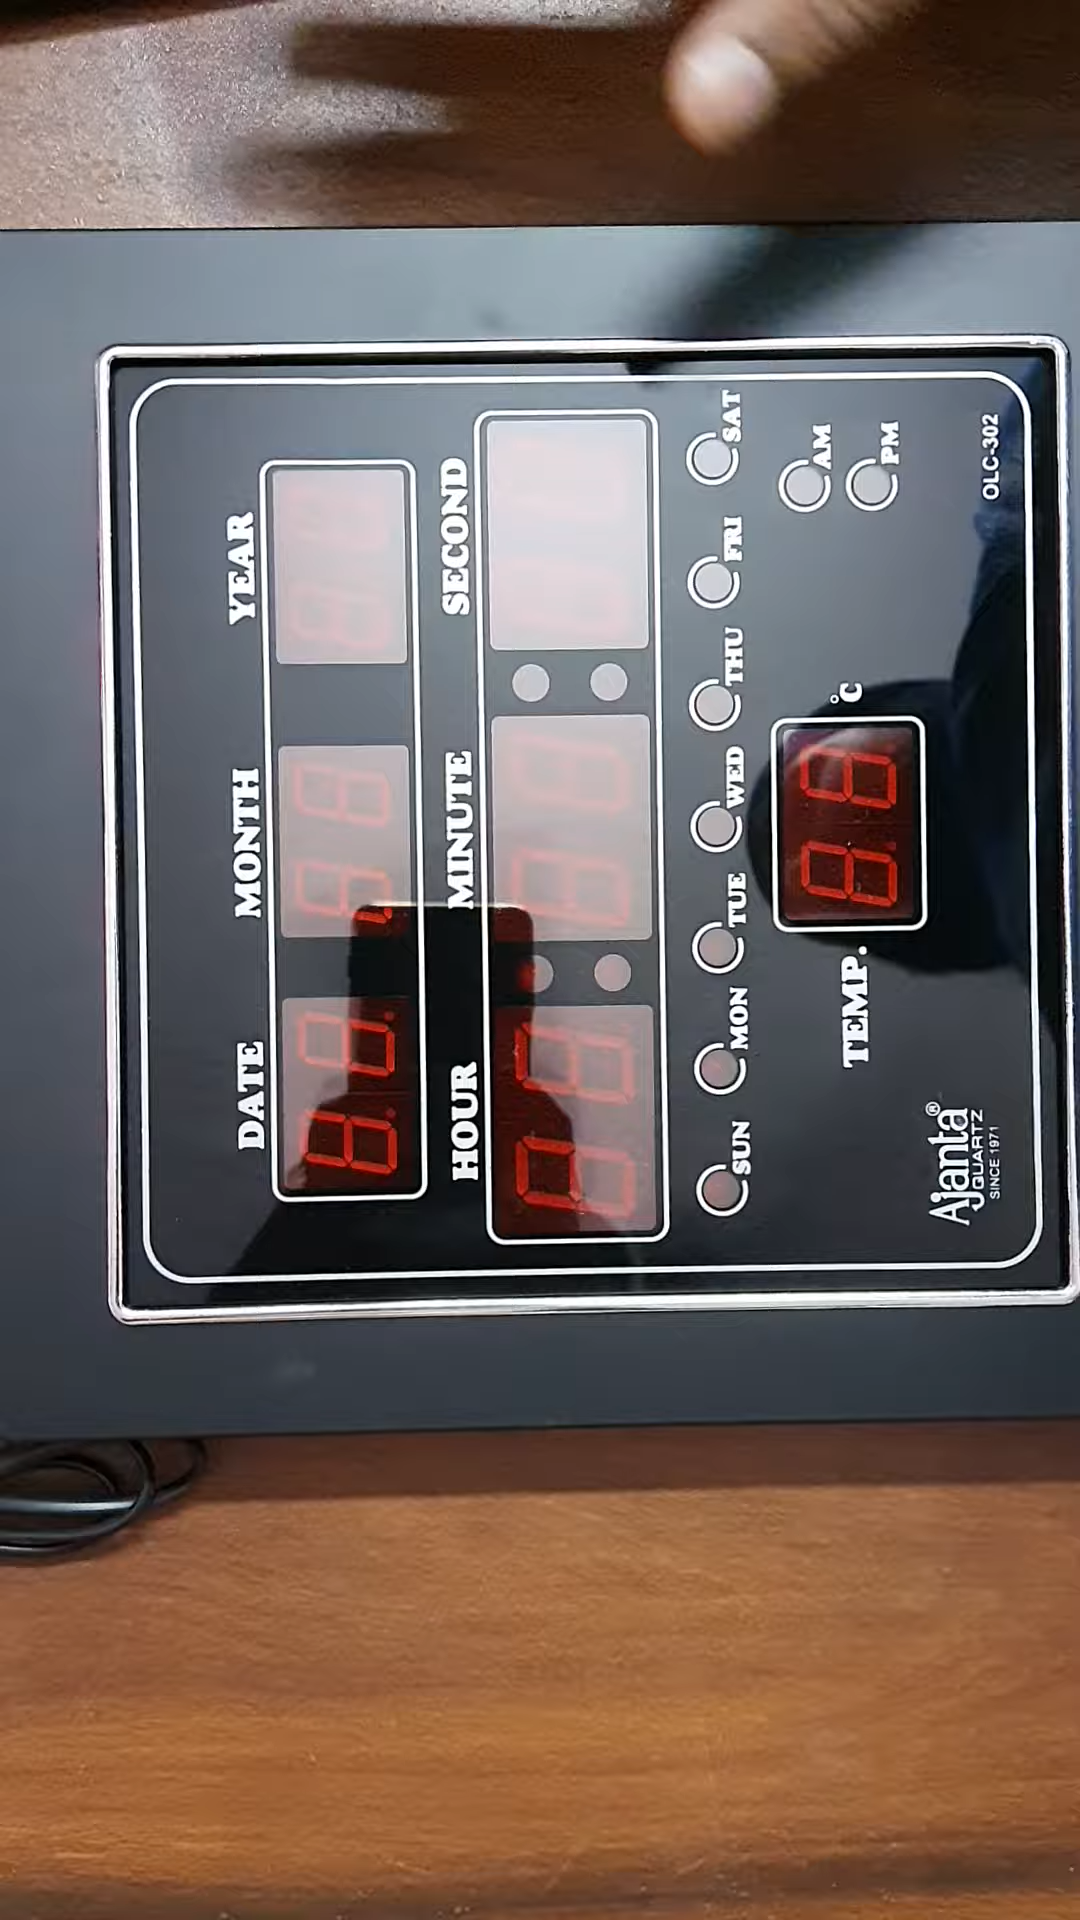 DATE MONTH YEAR
HOUR MINUTE SECOND
SUN MON TUE WED THU FRI SAT
TEMP. 88 °C
AM
PM
Ajanta®
QUARTZ
SINCE 1971
OLC-302